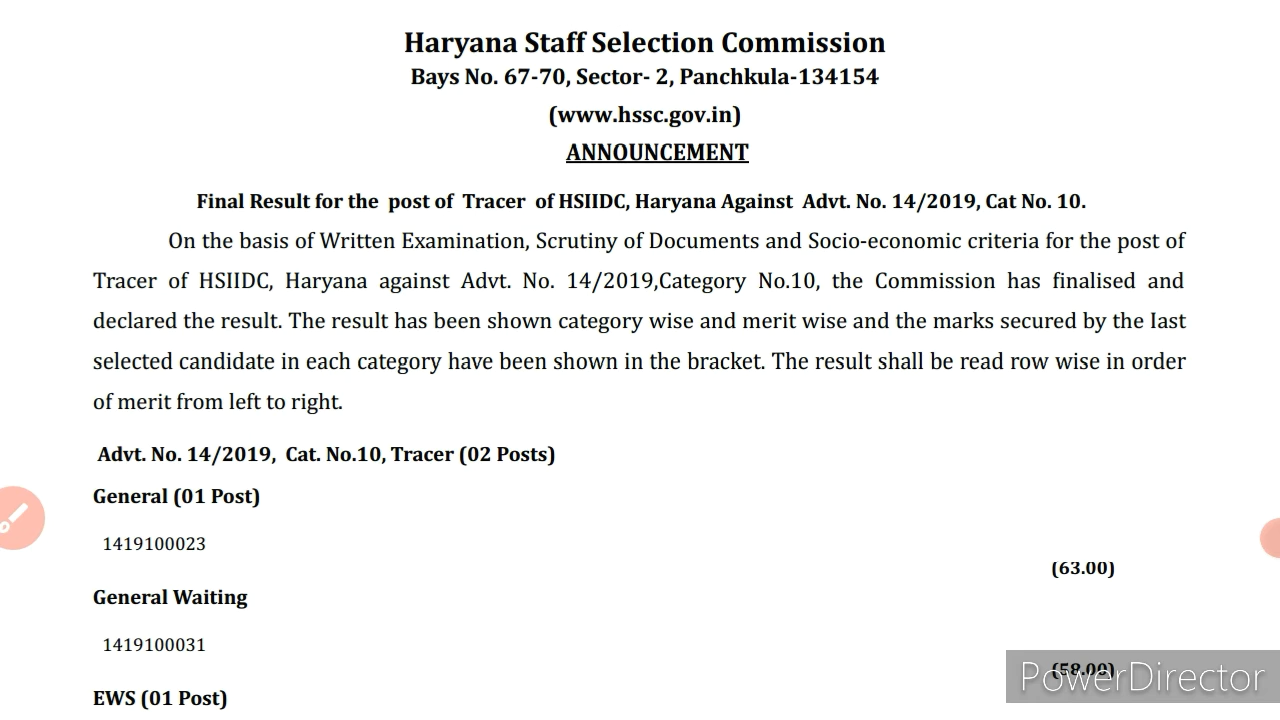 Haryana Staff Selection Commission
Bays No. 67-70, Sector- 2, Panchkula-134154
(www.hssc.gov.in)
ANNOUNCEMENT
Final Result for the post of Tracer of HSIIDC, Haryana Against Advt. No. 14/2019, Cat No. 10.
On the basis of Written Examination, Scrutiny of Documents and Socio-economic criteria for the post of
Tracer of HSIIDC, Haryana against Advt. No. 14/2019,Category No.10, the Commission has finalised and
declared the result. The result has been shown category wise and merit wise and the marks secured by the Iast
selected candidate in each category have been shown in the bracket. The result shall be read row wise in order
of merit from left to right.
Advt. No. 14/2019, Cat. No.10, Tracer (02 Posts)
General (01 Post)
1419100023
(63.00)
General Waiting
1419100031
(58.00)
PowerDirector
EWS (01 Post)